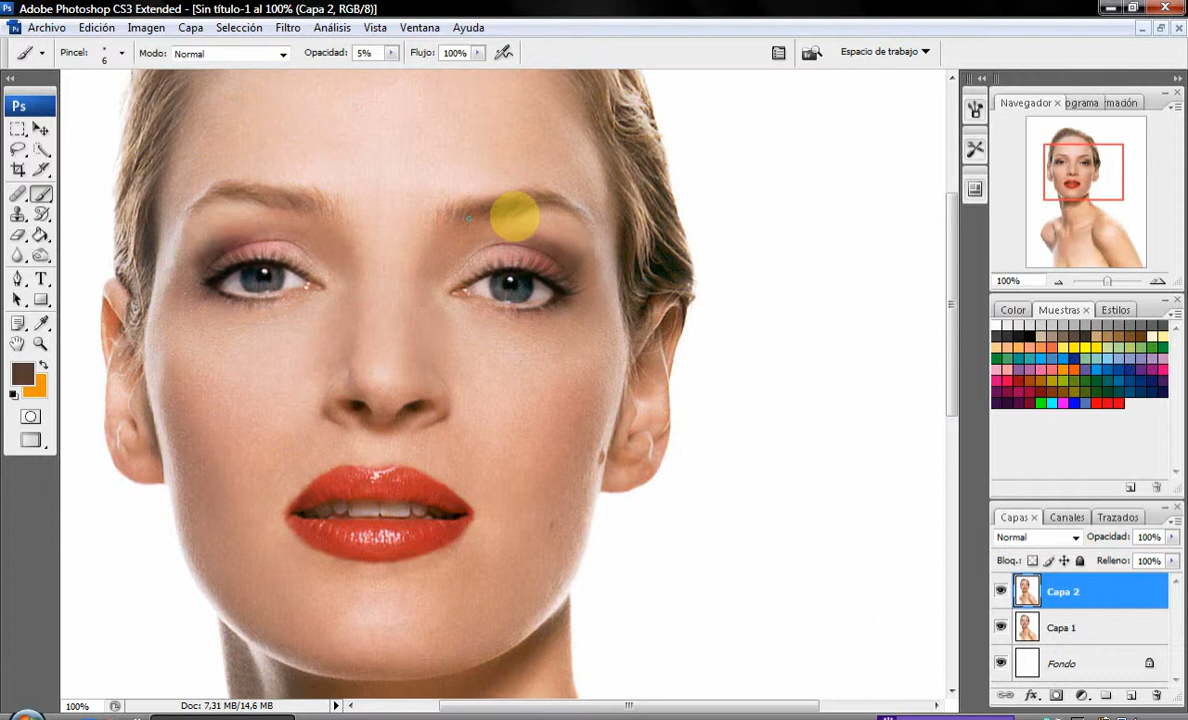 Adobe Photoshop CS3 Extended - [Sin título-1 al 100% (Capa 2, RGB/8)]
Archivo Edición Imagen Capa Selección Filtro Análisis Vista Ventana Ayuda
Pincel: 6 Modo: Normal Opacidad: 5% Flujo: 100% Espacio de trabajo
Ps
Navegador × ograma mación
100%
Color Muestras × Estilos
Capas × Canales Trazados
Normal Opacidad: 100%
Bloq.: Relleno: 100%
Capa 2
Capa 1
Fondo
100% Doc: 7,31 MB/14,6 MB